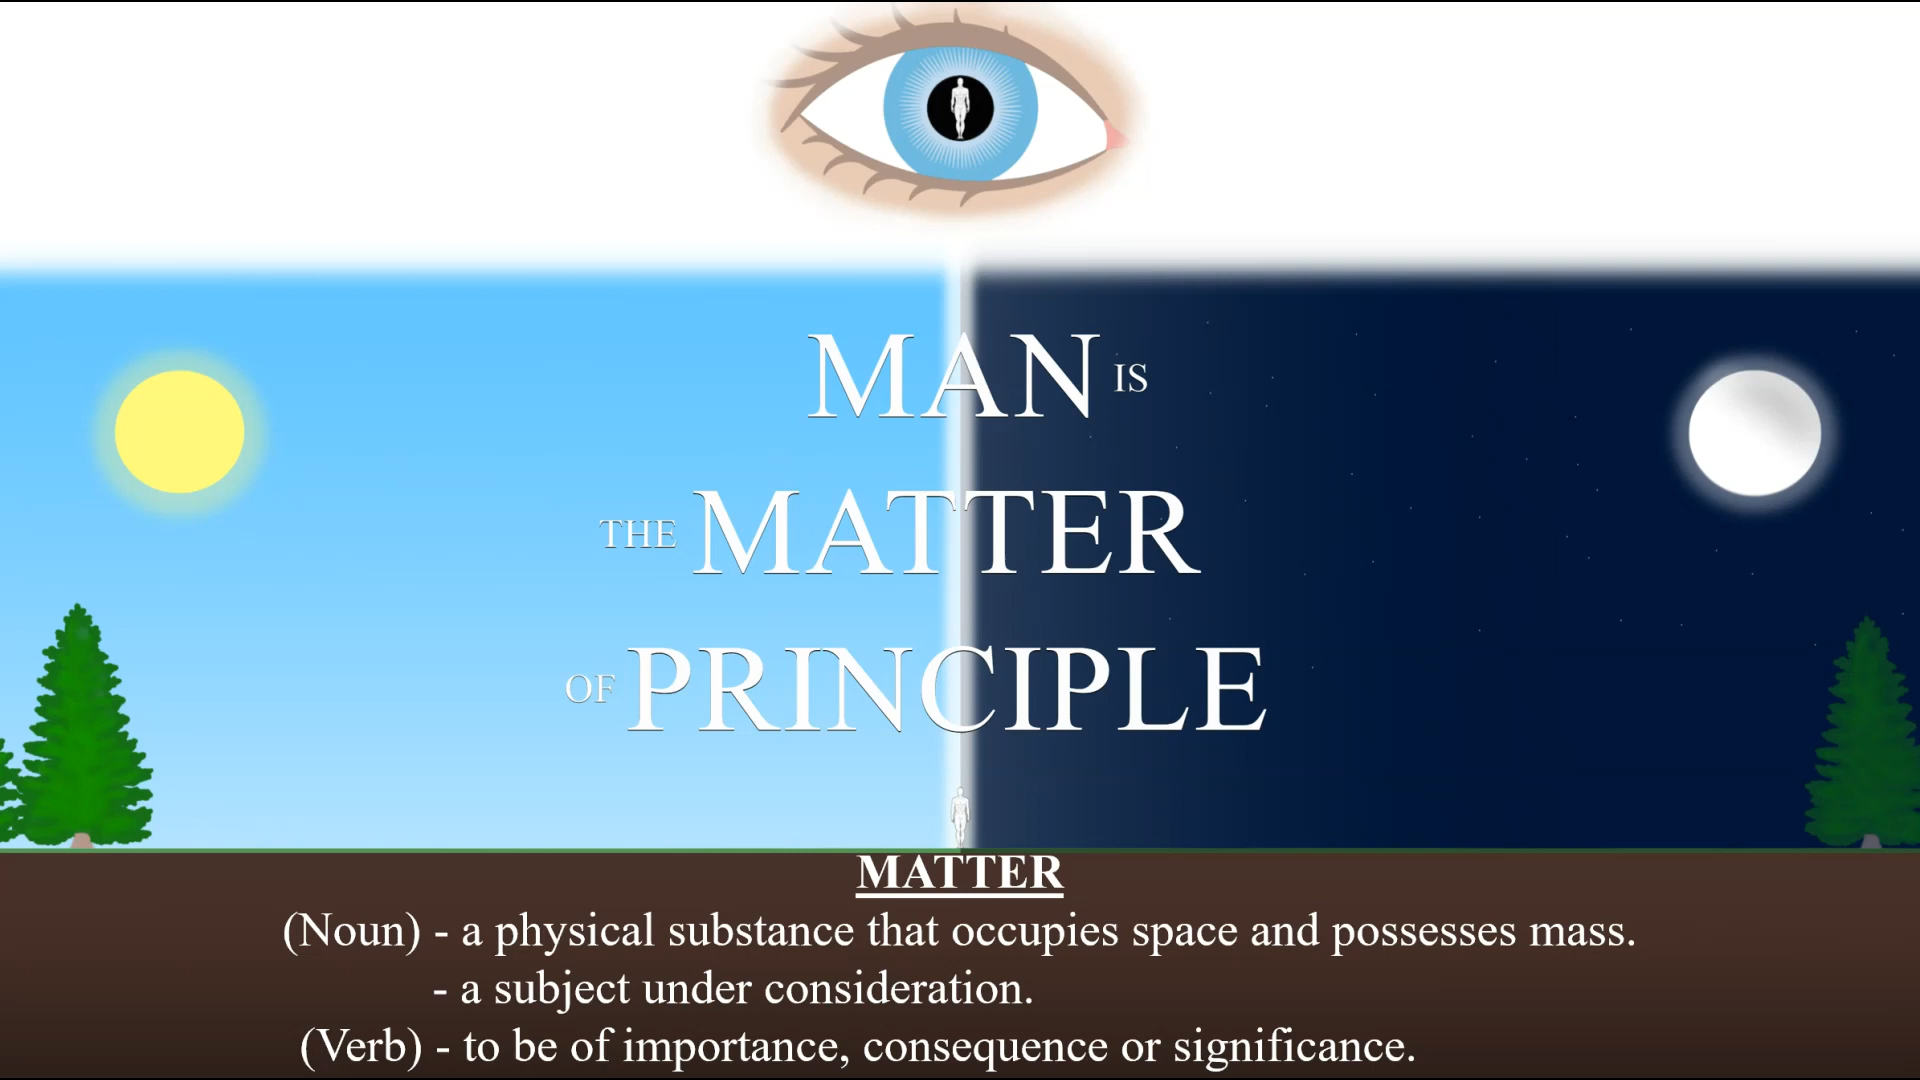 MAN IS
THE MATTER
OF PRINCIPLE
MATTER
(Noun) - a physical substance that occupies space and possesses mass.
- a subject under consideration.
(Verb) - to be of importance, consequence or significance.